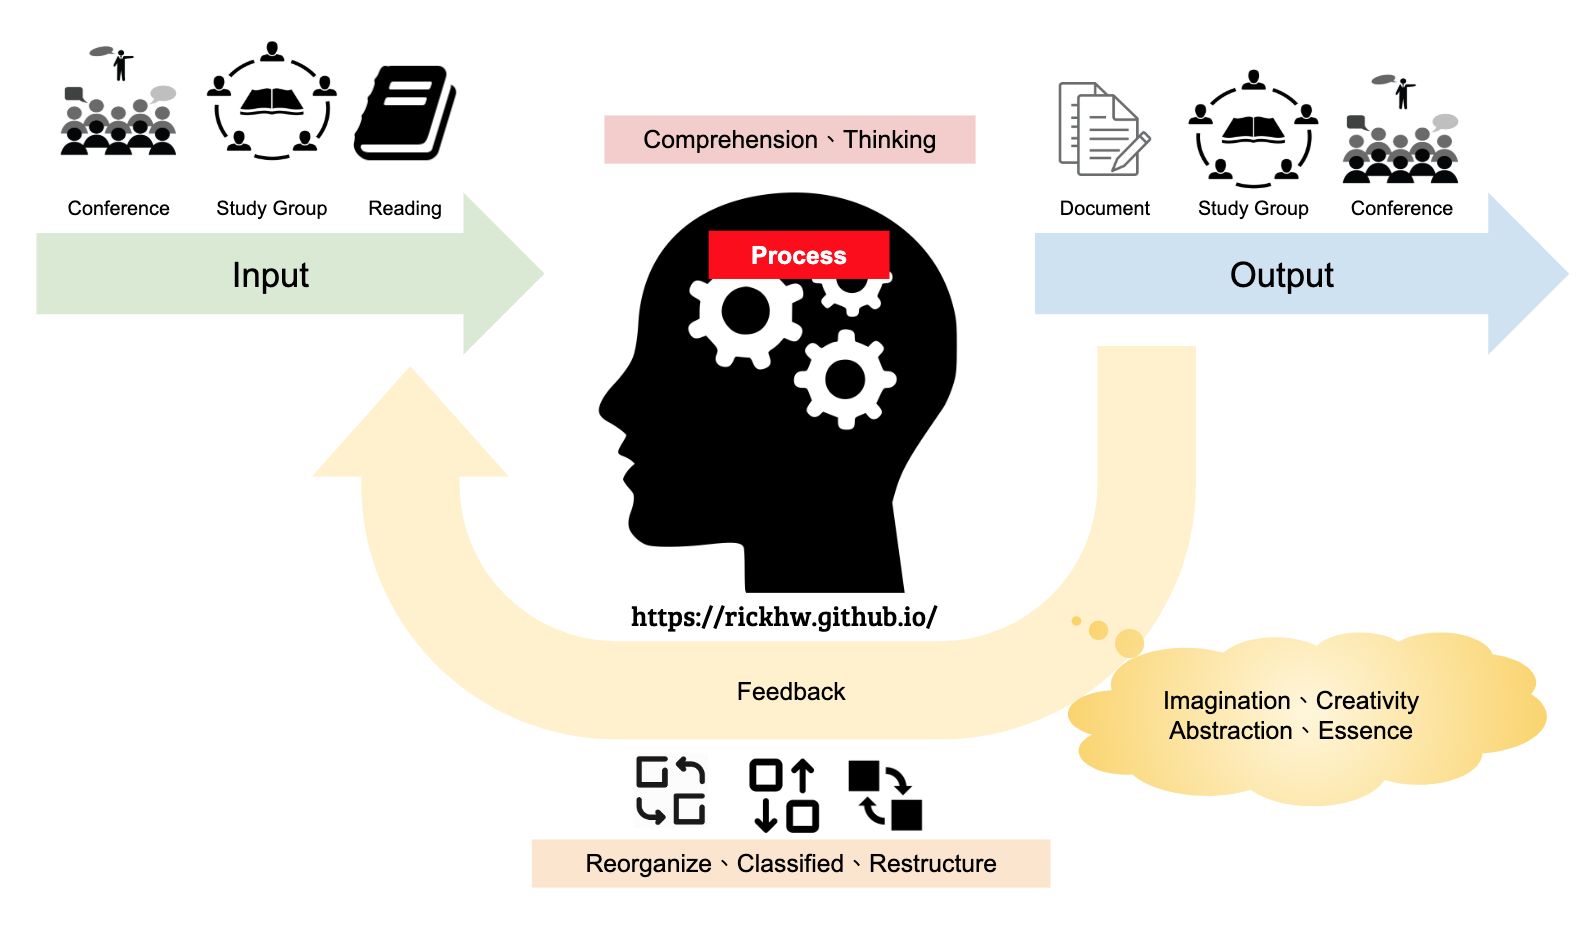 Conference
Study Group
Reading
Input
Comprehension、Thinking
Process
Document
Study Group
Conference
Output
https://rickhw.github.io/
Feedback
Imagination、Creativity
Abstraction、Essence
Reorganize、Classified、Restructure